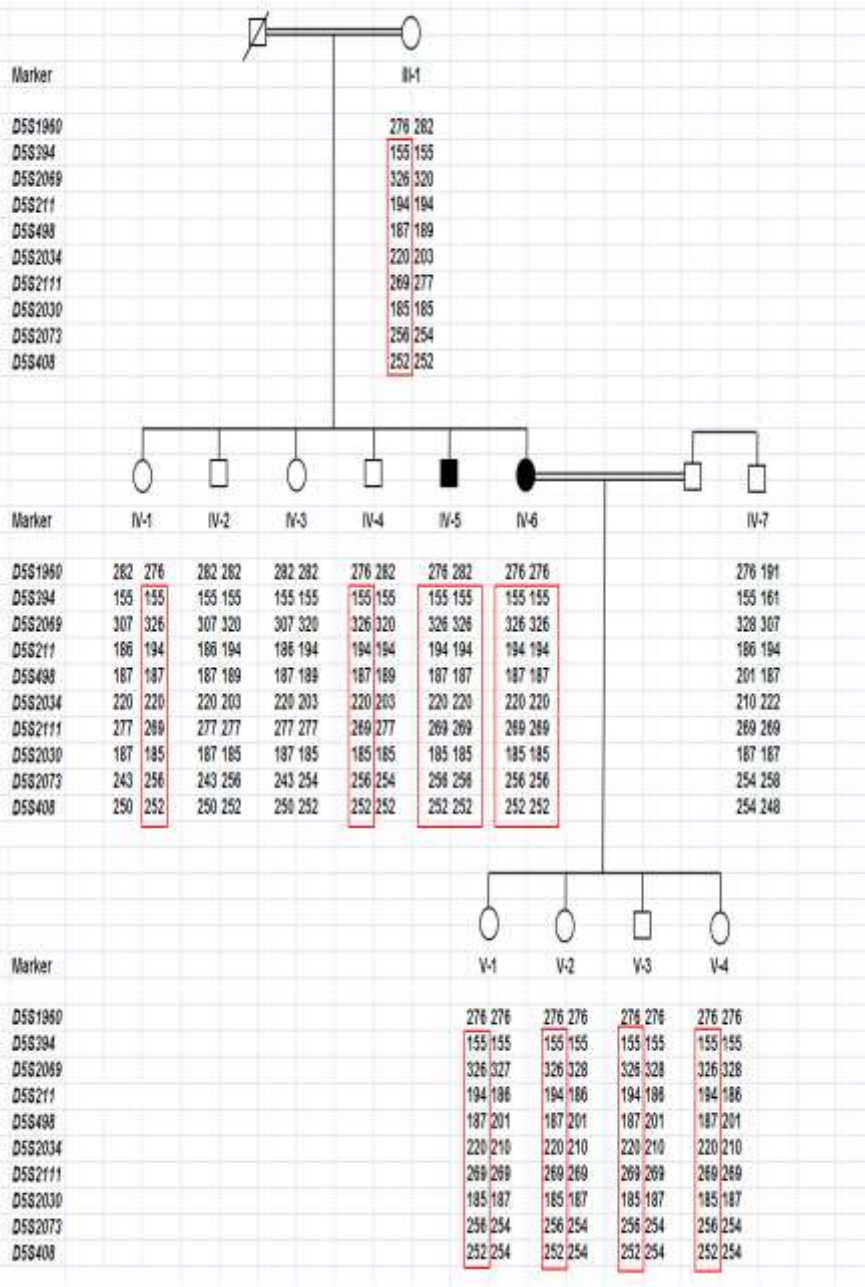 Marker III-1
D5S1960 276 282
D5S394 155 155
D5S2069 326 320
D5S211 194 194
D5S498 187 189
D5S2034 220 203
D5S2111 269 277
D5S2030 185 185
D5S2073 256 254
D5S408 252 252
Marker IV-1 IV-2 IV-3 IV-4 IV-5 IV-6 IV-7
D5S1960 282 276 282 282 282 282 276 282 276 282 276 276 276 191
D5S394 155 155 155 155 155 155 155 155 155 155 155 155 155 161
D5S2069 307 326 307 320 307 320 326 320 326 326 326 326 328 307
D5S211 186 194 186 194 186 194 194 194 194 194 194 194 186 194
D5S498 187 187 187 189 187 189 187 189 187 187 187 187 201 187
D5S2034 220 220 220 203 220 203 220 203 220 220 220 220 210 222
D5S2111 277 269 277 277 277 277 269 277 269 269 269 269 269 269
D5S2030 187 185 187 185 187 185 185 185 185 185 185 185 187 187
D5S2073 243 256 243 256 243 254 256 254 256 256 256 256 254 258
D5S408 250 252 250 252 250 252 252 252 252 252 252 252 254 248
Marker V-1 V-2 V-3 V-4
D5S1960 276 276 276 276 276 276 276 276
D5S394 155 155 155 155 155 155 155 155
D5S2069 326 327 326 328 326 328 326 328
D5S211 194 186 194 186 194 186 194 186
D5S498 187 201 187 201 187 201 187 201
D5S2034 220 210 220 210 220 210 220 210
D5S2111 269 269 269 269 269 269 269 269
D5S2030 185 187 185 187 185 187 185 187
D5S2073 256 254 256 254 256 254 256 254
D5S408 252 254 252 254 252 254 252 254